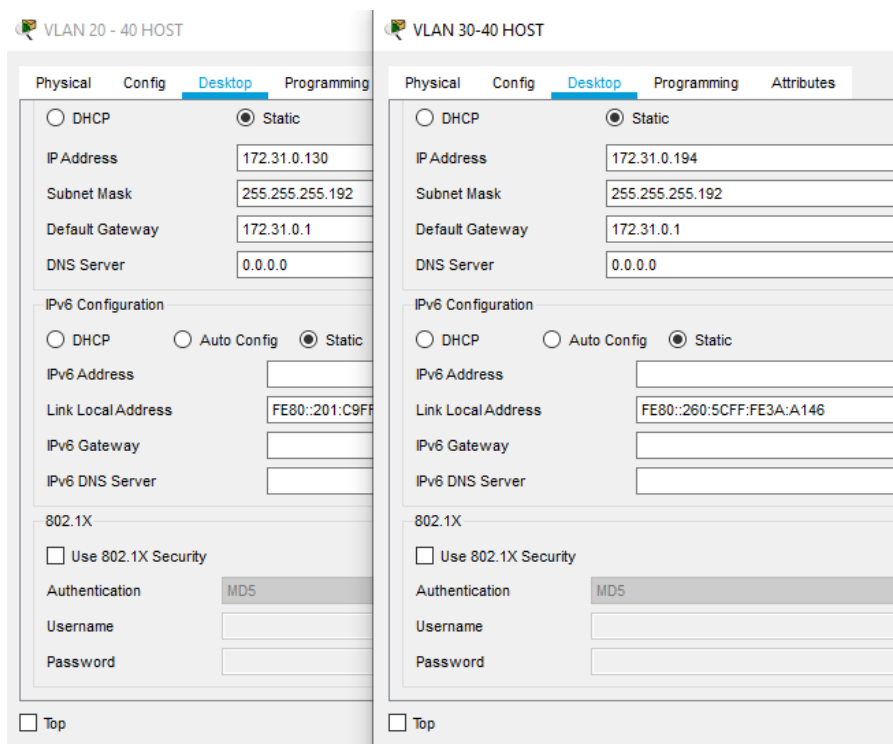 VLAN 20 - 40 HOST
Physical Config Desktop Programming
DHCP Static
IP Address 172.31.0.130
Subnet Mask 255.255.255.192
Default Gateway 172.31.0.1
DNS Server 0.0.0.0
IPv6 Configuration
DHCP Auto Config Static
IPv6 Address
Link Local Address FE80::201:C9FF
IPv6 Gateway
IPv6 DNS Server
802.1X
Use 802.1X Security
Authentication MD5
Username
Password
Top
VLAN 30-40 HOST
Physical Config Desktop Programming Attributes
DHCP Static
IP Address 172.31.0.194
Subnet Mask 255.255.255.192
Default Gateway 172.31.0.1
DNS Server 0.0.0.0
IPv6 Configuration
DHCP Auto Config Static
IPv6 Address
Link Local Address FE80::260:5CFF:FE3A:A146
IPv6 Gateway
IPv6 DNS Server
802.1X
Use 802.1X Security
Authentication MD5
Username
Password
Top